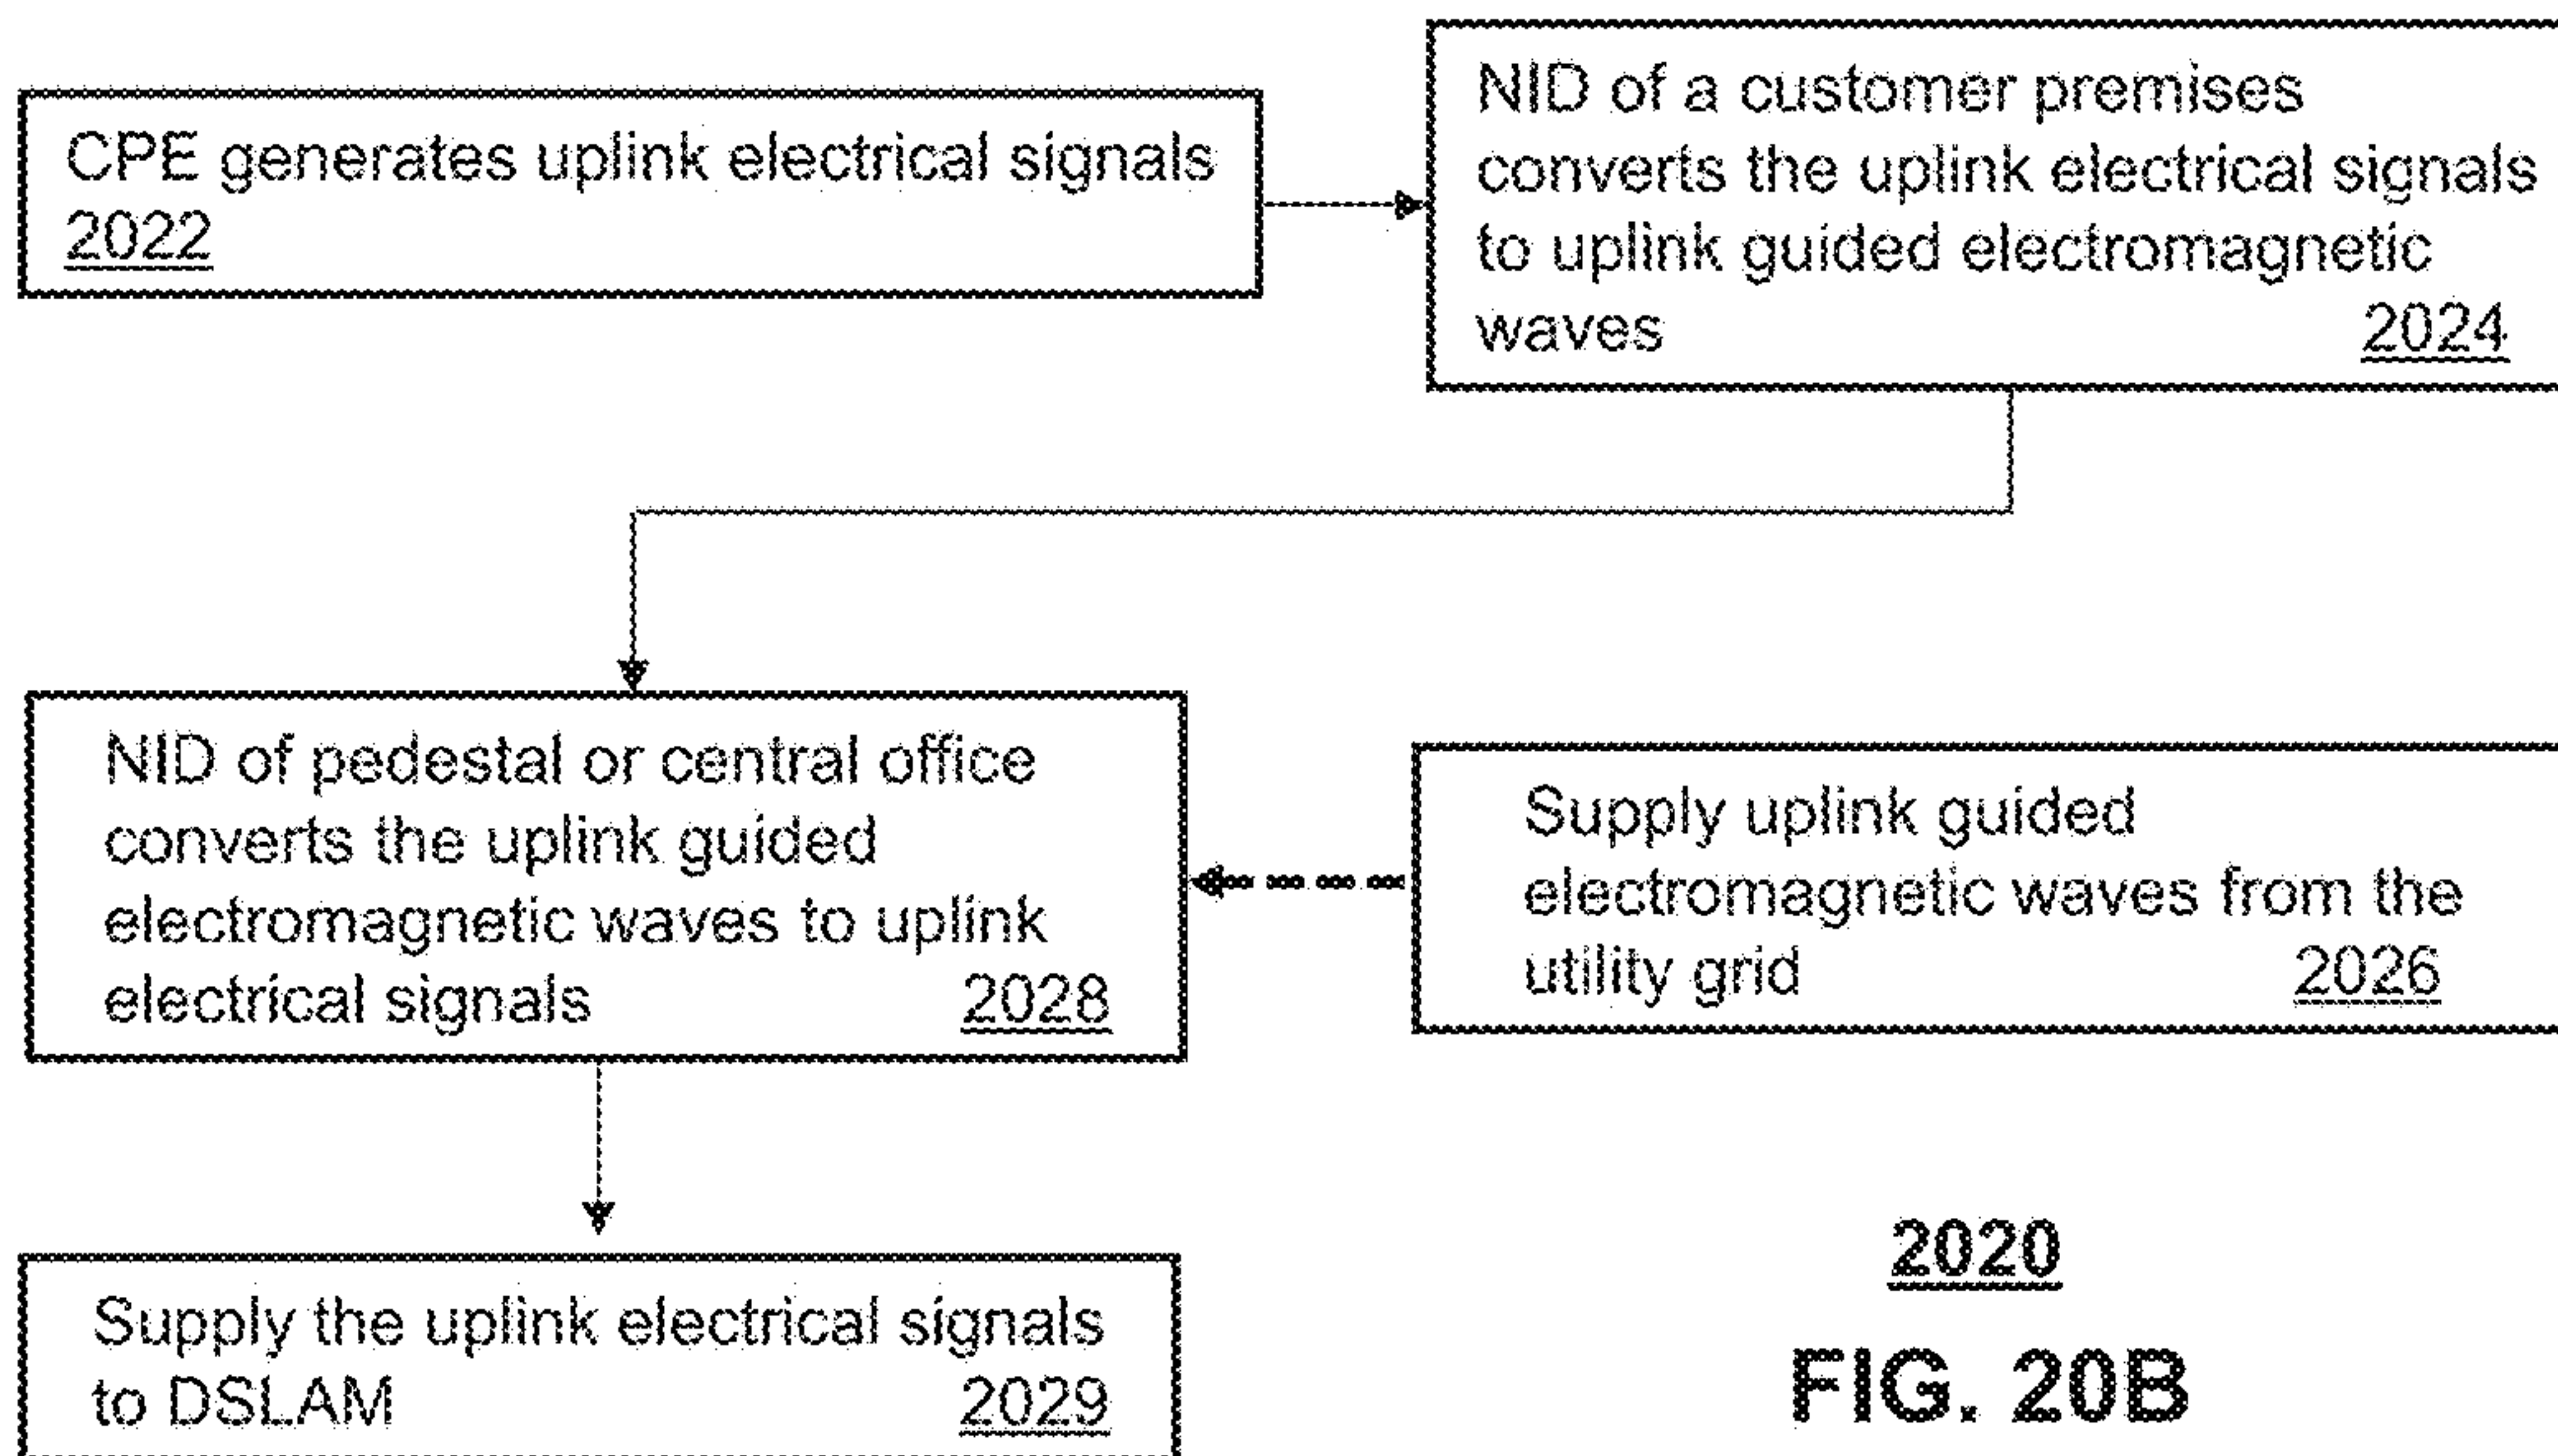 CPE generates uplink electrical signals
2022
NID of a customer premises
converts the uplink electrical signals
to uplink guided electromagnetic
waves 2024
NID of pedestal or central office
converts the uplink guided
electromagnetic waves to uplink
electrical signals 2028
Supply uplink guided
electromagnetic waves from the
utility grid 2026
Supply the uplink electrical signals
to DSLAM 2029
2020
FIG. 20B